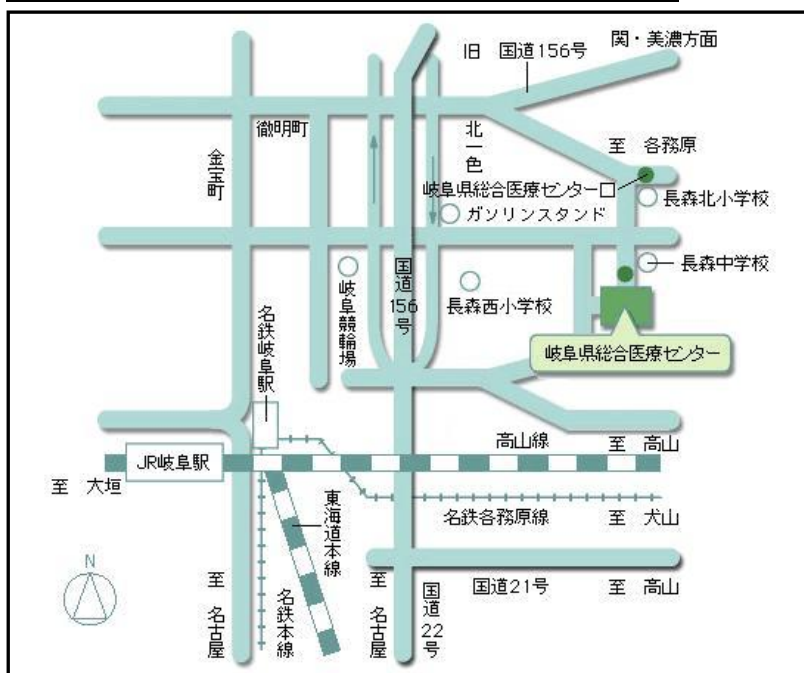 関・美濃方面
旧 国道156号
徹明町
北一色
至 各務原
金宝町
岐阜県総合医療センター口
長森北小学校
ガソリンスタンド
長森中学校
国道156号
岐阜競輪場
長森西小学校
名鉄岐阜駅
岐阜県総合医療センター
高山線
至 高山
JR岐阜駅
至 大垣
東海道本線
名鉄各務原線
至 犬山
N
至 名古屋
名鉄本線
至 名古屋
国道22号
国道21号
至 高山